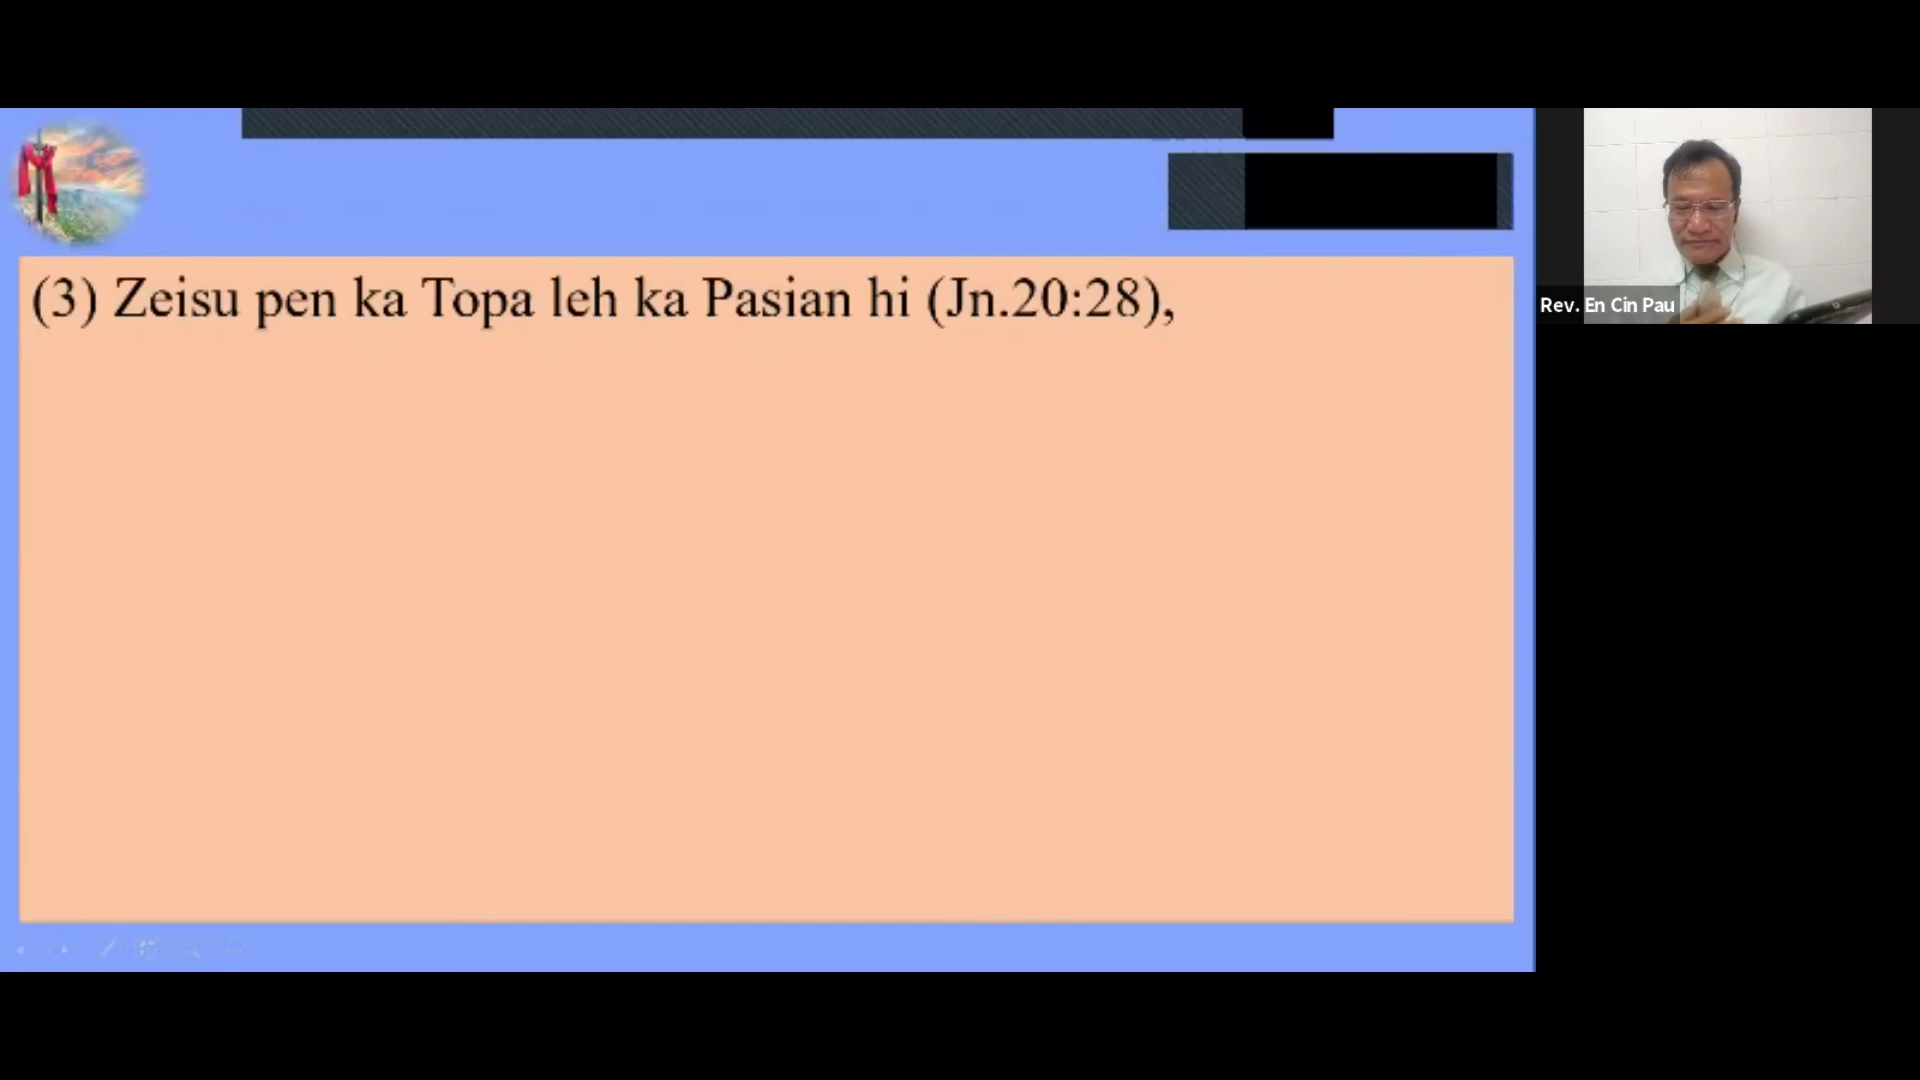 (3) Zeisu pen ka Topa leh ka Pasian hi (Jn.20:28),
Rev. En Cin Pau